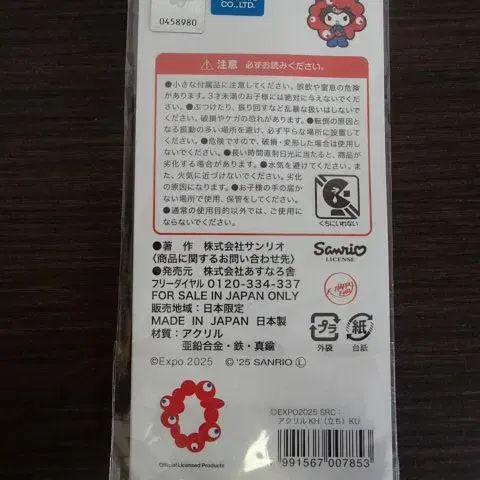 0458980
CO.,LTD.
注意 必ずお読みください。
●小さな付属品に注意してください。誤飲や窒息の危険
があります。3才未満のお子様には絶対に与えないでくだ
さい。●ぶつけたり、振り回すなど乱暴な扱いはしないで
ください。破損やケガの恐れがあります。●転倒の原因と
なる振動の多い場所を避け、必ず平らな場所に設置して
ください。●危険ですので、破損・変形した場合は使用し
ないでください。●長い時間直射日光に当たると、商品が
劣化する場合があります。●水気を避けてください。ま
た、火気に近づけないでください。劣化
の原因になります。●お子様の手の届か
ない場所で使用、保管をしてください。
●通常の使用目的以外では、ご使用に
ならないでください。
くちにいれない
●著 作 株式会社サンリオ
〈商品に関するお問い合わせ先〉
●発売元 株式会社あすなろ舎
フリーダイヤル 0120-334-337
FOR SALE IN JAPAN ONLY
販売地域:日本限定
MADE IN JAPAN 日本製
材質:アクリル
亜鉛合金・鉄・真鍮
©Expo 2025 ©'25 SANRIO Ⓛ
Sanrio
LICENSE
プラ
外袋
紙
台紙
Official Licensed Products
©EXPO2025 SRC:
アクリルKH(立ち)KU
991567 007853